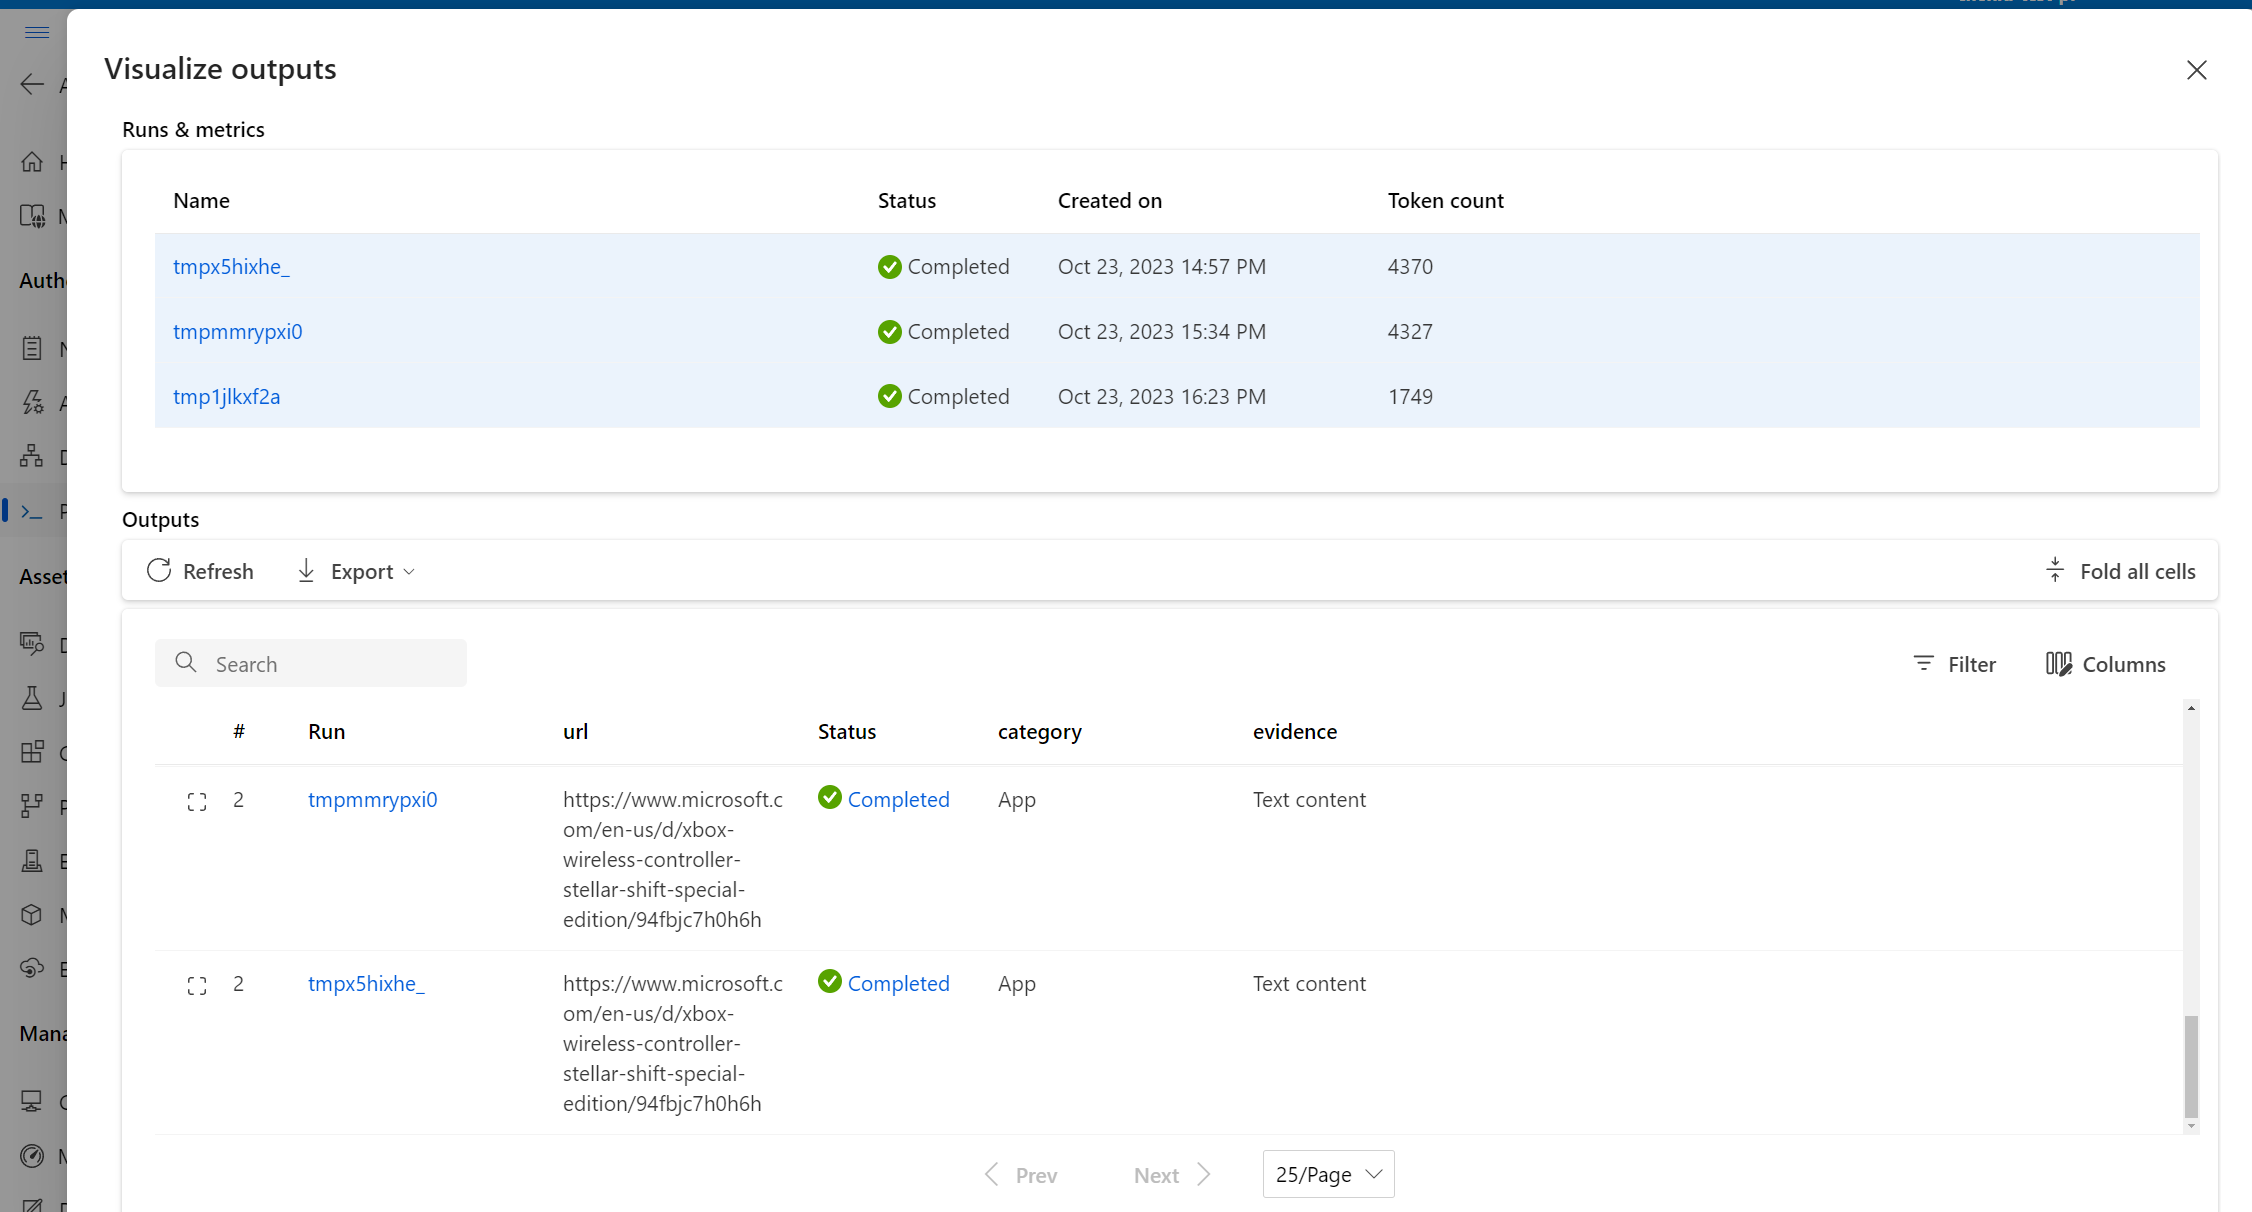 Visualize outputs
Runs & metrics
Name Status Created on Token count
tmpx5hixhe_ Completed Oct 23, 2023 14:57 PM 4370
tmpmmrypxi0 Completed Oct 23, 2023 15:34 PM 4327
tmp1jlkxf2a Completed Oct 23, 2023 16:23 PM 1749
Outputs
Refresh Export Fold all cells
Search Filter Columns
# Run url Status category evidence
2 tmpmmrypxi0 https://www.microsoft.c Completed App Text content
om/en-us/d/xbox-
wireless-controller-
stellar-shift-special-
edition/94fbjc7h0h6h
2 tmpx5hixhe_ https://www.microsoft.c Completed App Text content
om/en-us/d/xbox-
wireless-controller-
stellar-shift-special-
edition/94fbjc7h0h6h
Prev Next 25/Page